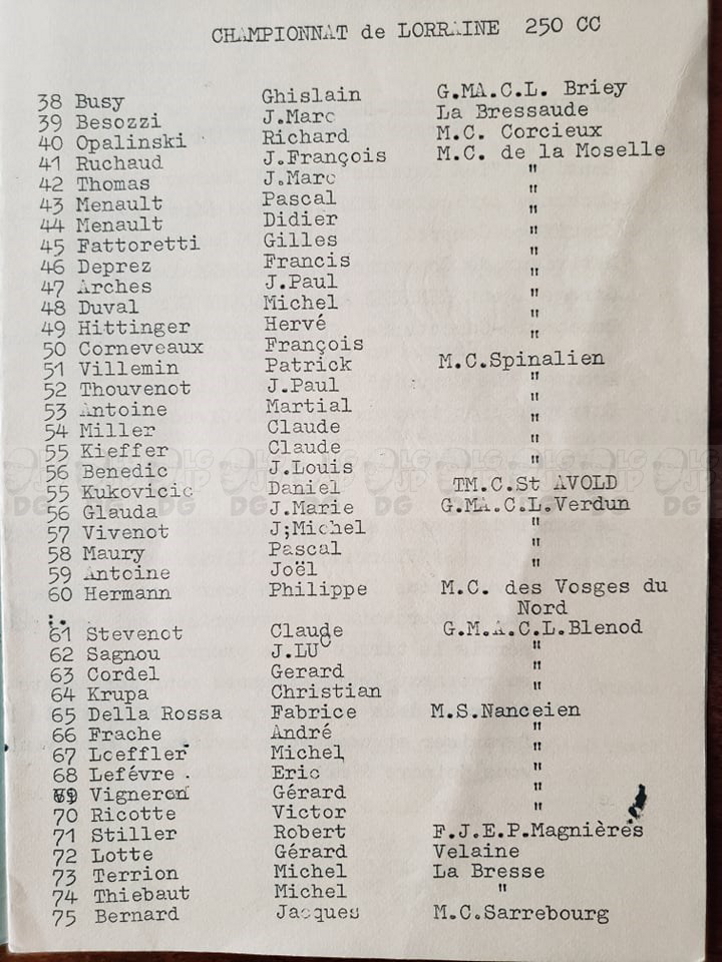 CHAMPIONNAT de LORRAINE 250 CC
38 Busy Ghislain G.MA.C.L. Briey
39 Besozzi J.Marc La Bressaude
40 Opalinski Richard M.C. Corcieux
41 Ruchaud J.François M.C. de la Moselle
42 Thomas J.Marc "
43 Menault Pascal "
44 Menault Didier "
45 Fattoretti Gilles "
46 Deprez Francis "
47 Arches J.Paul "
48 Duval Michel "
49 Hittinger Hervé "
50 Corneveaux François "
51 Villemin Patrick M.C.Spinalien
52 Thouvenot J.Paul "
53 Antoine Martial "
54 Miller Claude "
55 Kieffer Claude "
56 Benedic J.Louis "
55 Kukovicic Daniel TM.C.St AVOLD
56 Glauda J.Marie G.MA.C.L.Verdun
57 Vivenot J;Michel "
58 Maury Pascal "
59 Antoine Joël "
60 Hermann Philippe M.C. des Vosges du
Nord
61 Stevenot Claude G.M.A.C.L.Blenod
62 Sagnou J.LUC "
63 Cordel Gerard "
64 Krupa Christian "
65 Della Rossa Fabrice M.S.Nanceien
66 Frache André "
67 Loeffler Michel "
68 Lefévre . Eric "
69 Vigneron Gérard "
70 Ricotte Victor "
71 Stiller Robert F.J.E.P.Magnières
72 Lotte Gérard Velaine
73 Terrion Michel La Bresse
74 Thiebaut Michel "
75 Bernard Jacques M.C.Sarrebourg